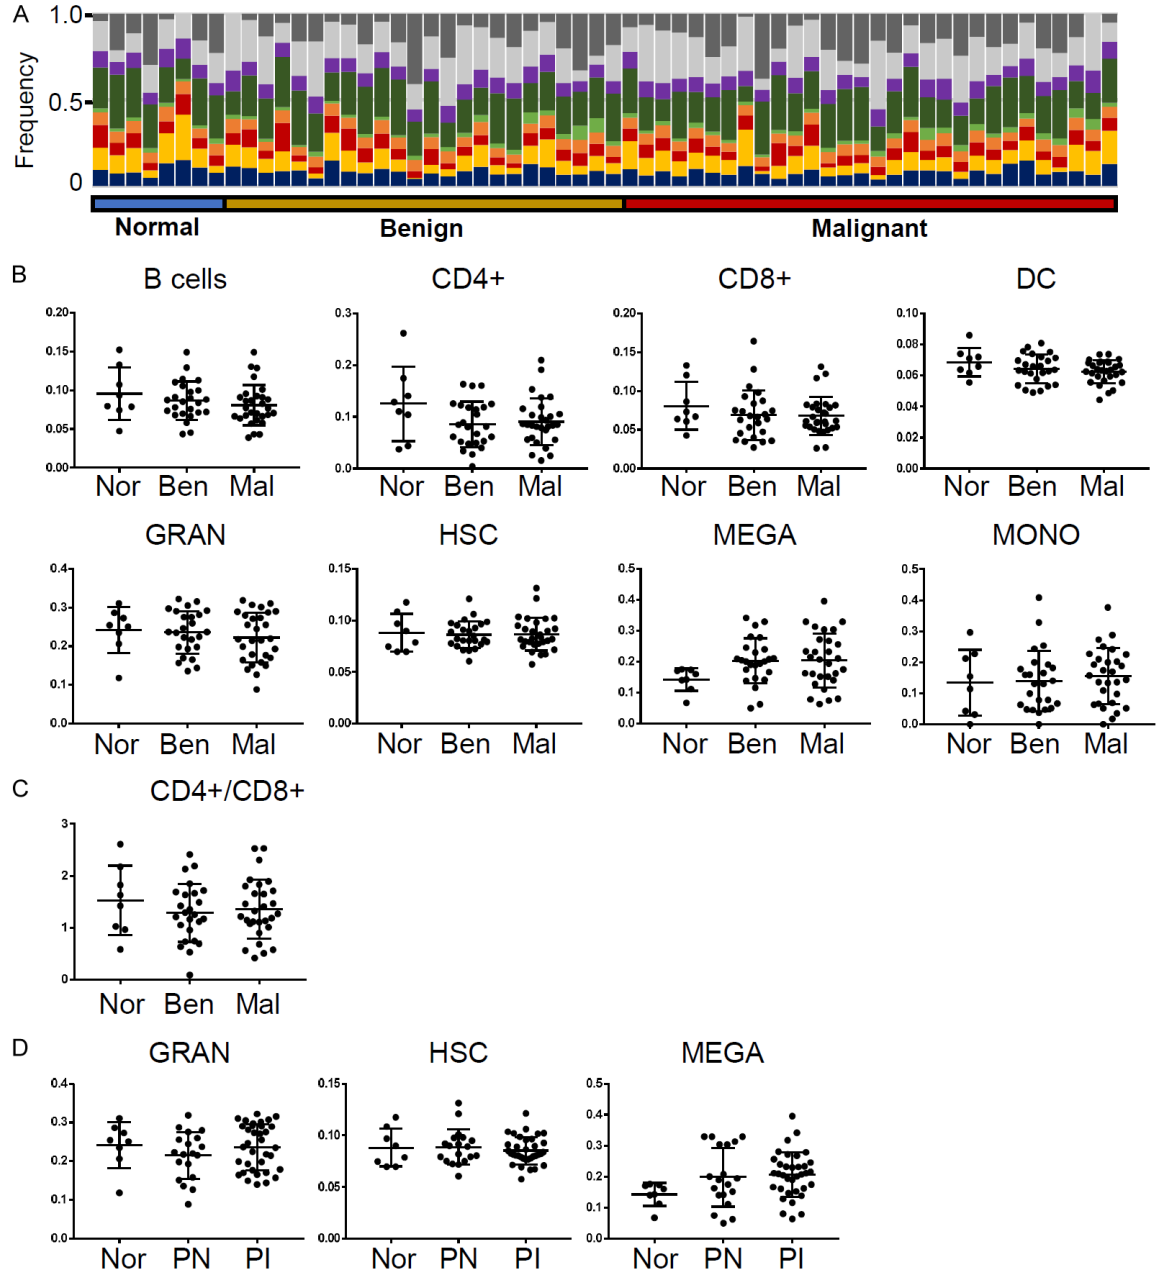 A
1.0
0.5
0
Frequency
Normal Benign Malignant
B
B cells CD4+ CD8+ DC
0.20 0.3 0.20 0.10
0.15 0.2 0.15 0.08
0.10 0.1 0.10 0.06
0.05 0.0 0.05 0.04
0.00 0.00 0.02
0.00
Nor Ben Mal Nor Ben Mal Nor Ben Mal Nor Ben Mal
GRAN HSC MEGA MONO
0.4 0.15 0.5 0.5
0.3 0.10 0.4 0.4
0.2 0.05 0.3 0.3
0.1 0.00 0.2 0.2
0.0 0.1 0.1
0.0 0.0
Nor Ben Mal Nor Ben Mal Nor Ben Mal Nor Ben Mal
C
CD4+/CD8+
3
2
1
0
Nor Ben Mal
D
GRAN HSC MEGA
0.4 0.15 0.5
0.3 0.10 0.4
0.2 0.05 0.3
0.1 0.00 0.2
0.0 0.1
0.0
Nor PN PI Nor PN PI Nor PN PI